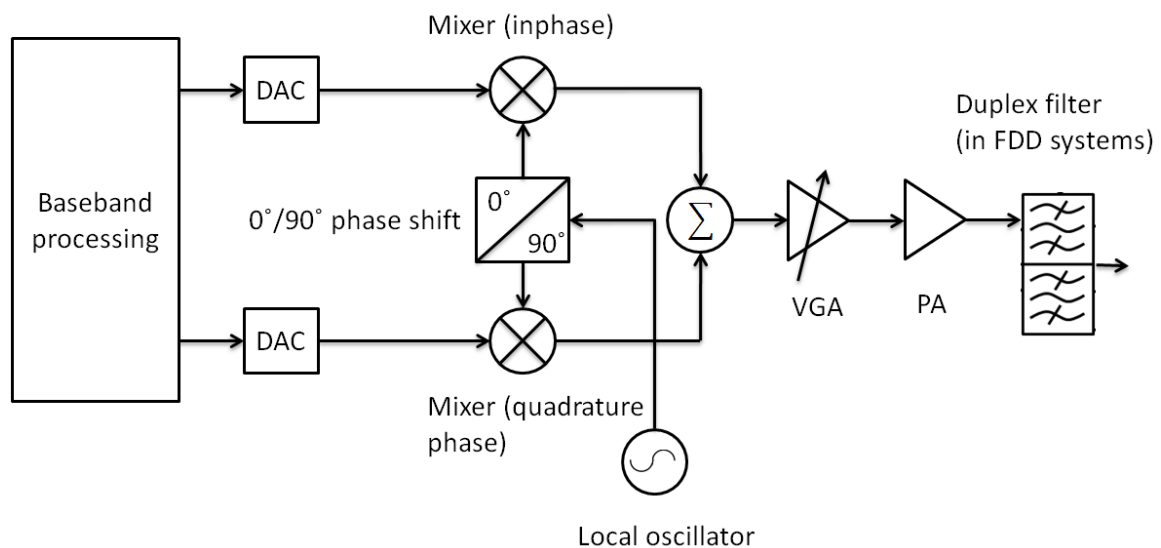 Mixer (inphase)
DAC
Duplex filter
(in FDD systems)
Baseband
processing
0˚/90˚ phase shift
0˚
90˚
∑
VGA
PA
DAC
Mixer (quadrature
phase)
Local oscillator